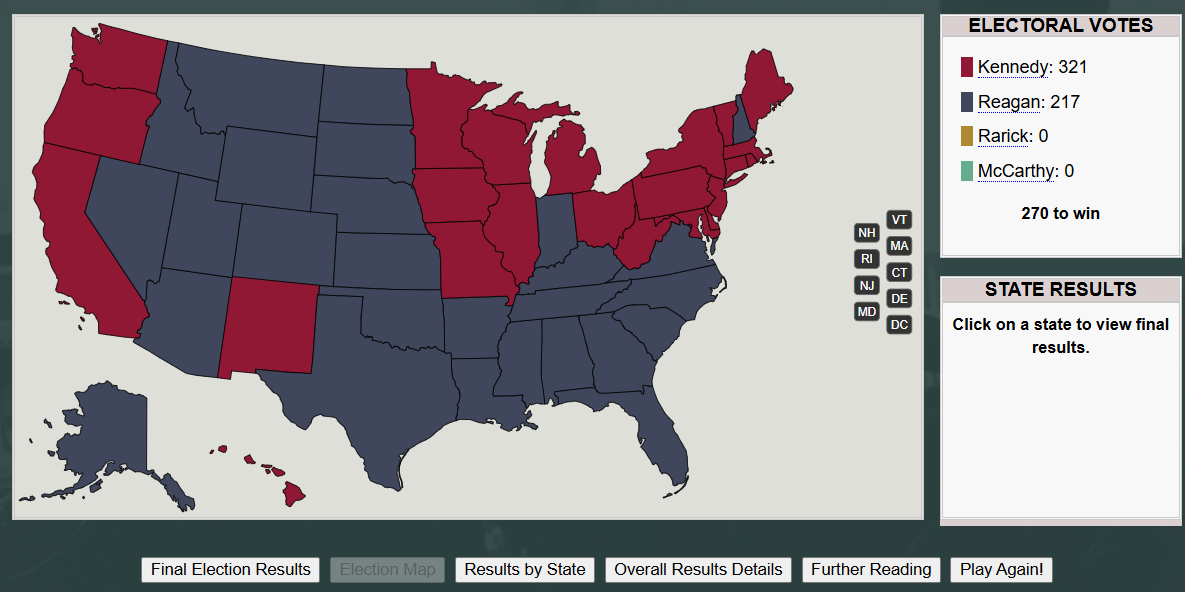 ELECTORAL VOTES
Kennedy: 321
Reagan: 217
Rarick: 0
McCarthy: 0
270 to win
VT
NH
MA
RI
CT
NJ
DE
MD
DC
STATE RESULTS
Click on a state to view final
results.
Final Election Results
Election Map
Results by State
Overall Results Details
Further Reading
Play Again!